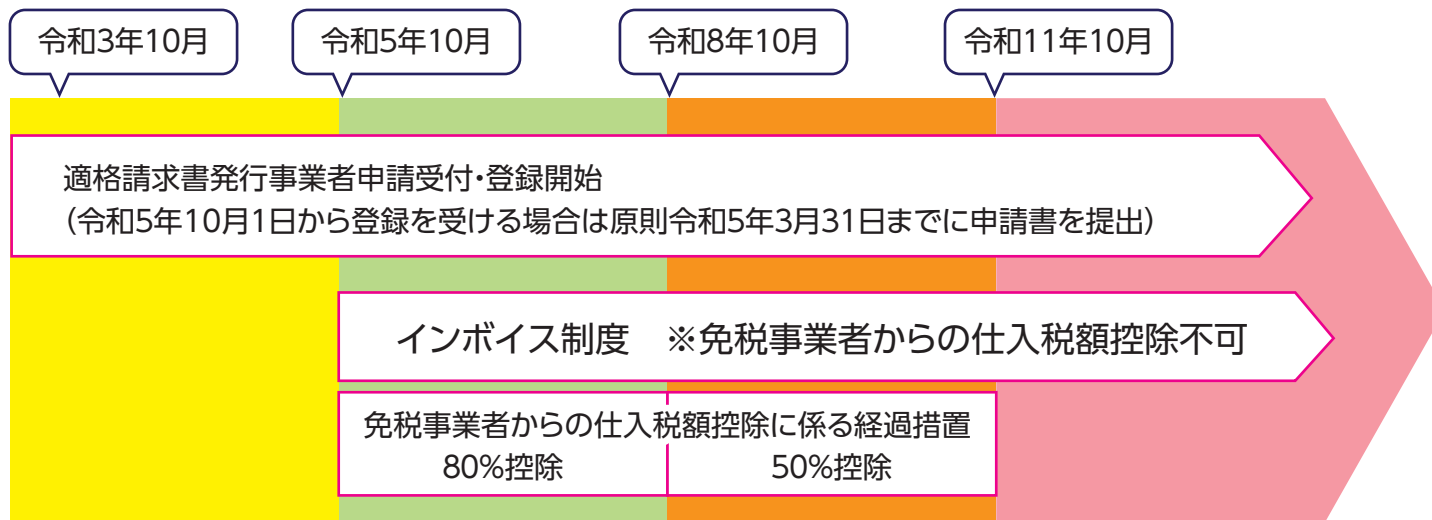 令和3年10月
令和5年10月
令和8年10月
令和11年10月
適格請求書発行事業者申請受付・登録開始
（令和5年10月1日から登録を受ける場合は原則令和5年3月31日までに申請書を提出）
インボイス制度　※免税事業者からの仕入税額控除不可
免税事業者からの仕入税額控除に係る経過措置
80%控除
50%控除